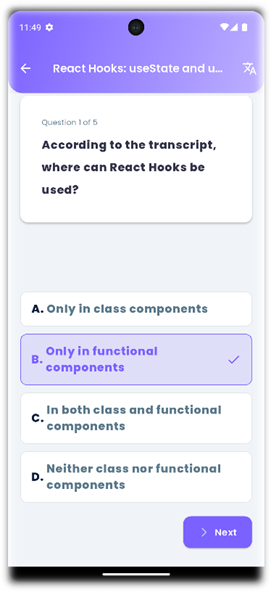 11:49
React Hooks: useState and u...
Question 1 of 5
According to the transcript,
where can React Hooks be
used?
A. Only in class components
B. Only in functional
components
C. In both class and functional
components
D. Neither class nor functional
components
Next